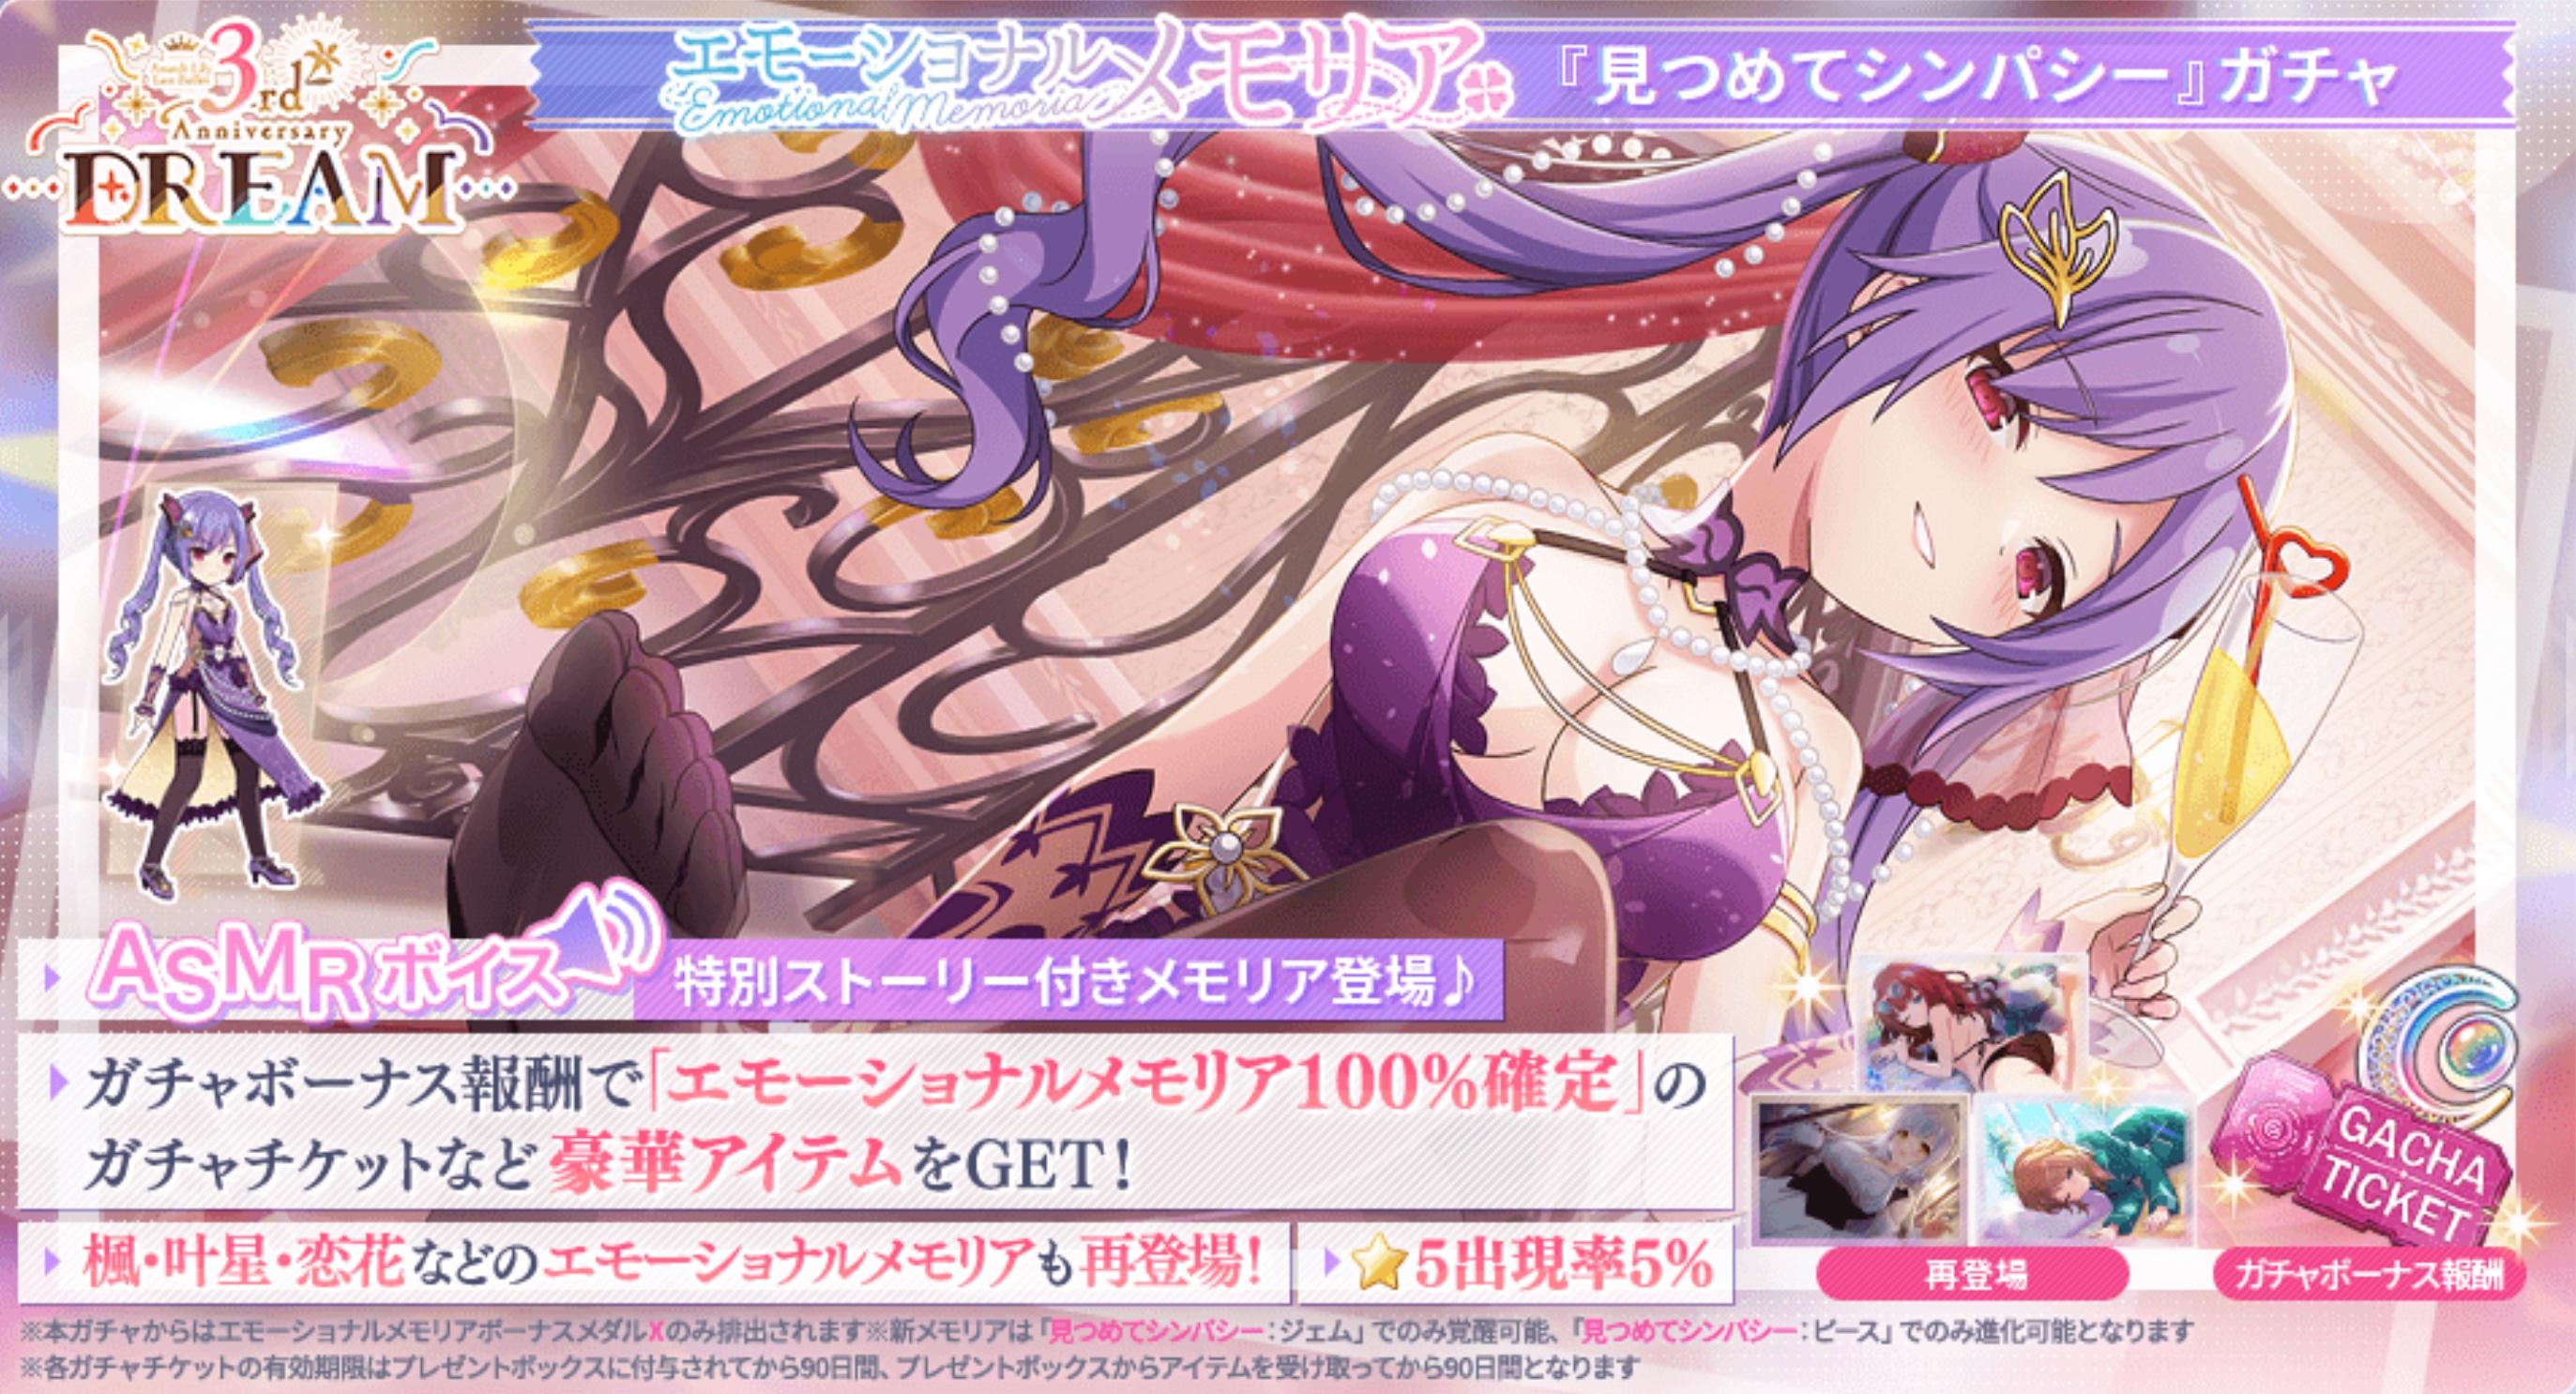 3rd
Anniversary
DREAM
エモーショナルメモリア
Emotional Memoria
『見つめてシンパシー』ガチャ
ASMRボイス
特別ストーリー付きメモリア登場♪
ガチャボーナス報酬で「エモーショナルメモリア100%確定」の
ガチャチケットなど豪華アイテムをGET!
楓・叶星・恋花などのエモーショナルメモリアも再登場!
★5出現率5%
GACHA
TICKET
再登場
ガチャボーナス報酬
※本ガチャからはエモーショナルメモリアボーナスメダルXのみ排出されます※新メモリアは「見つめてシンパシー:ジェム」でのみ覚醒可能、「見つめてシンパシー:ピース」でのみ進化可能となります
※各ガチャチケットの有効期限はプレゼントボックスに付与されてから90日間、プレゼントボックスからアイテムを受け取ってから90日間となります